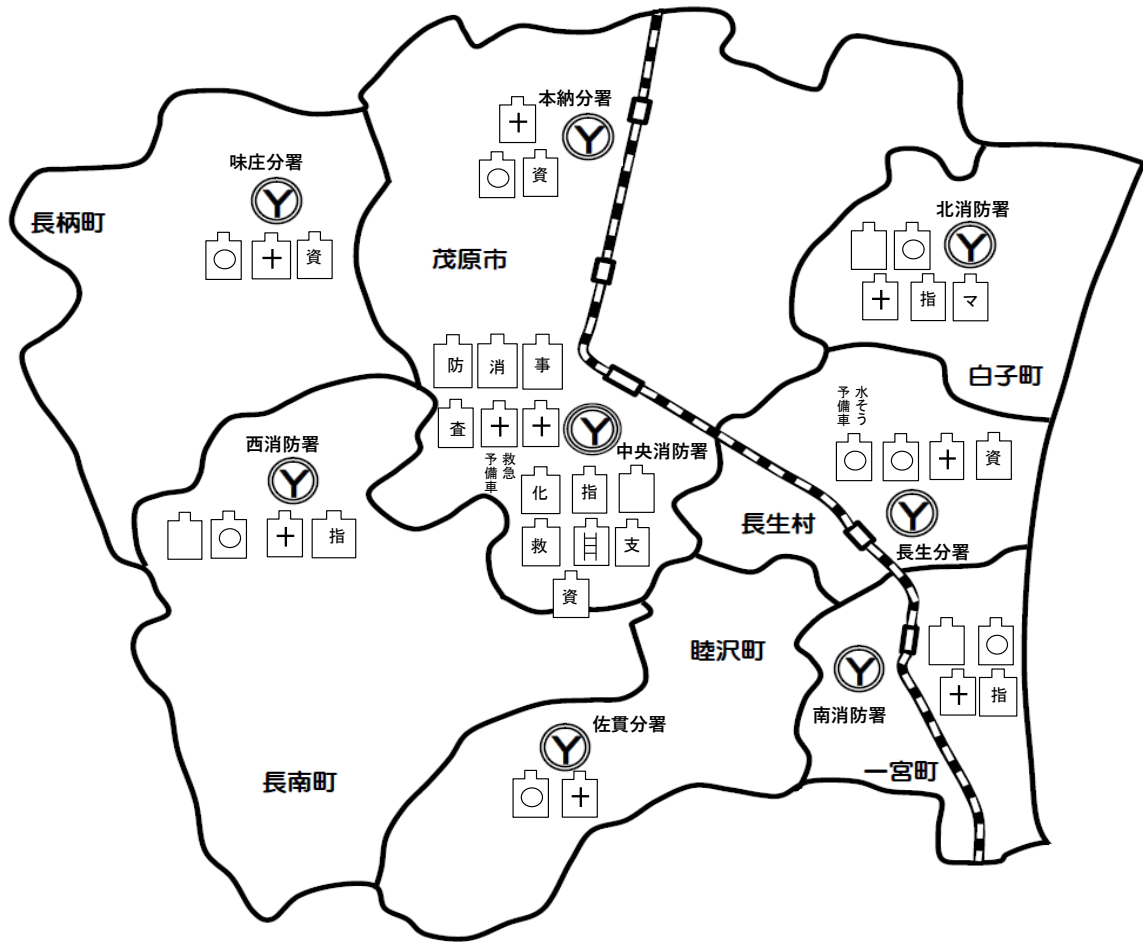 本納分署
資
味庄分署
長柄町
資
茂原市
北消防署
指
マ
白子町
防
消
事
査
救急
予備車
中央消防署
化
指
救
支
資
西消防署
指
水そう
予備車
資
長生村
長生分署
睦沢町
南消防署
指
一宮町
佐貫分署
長南町